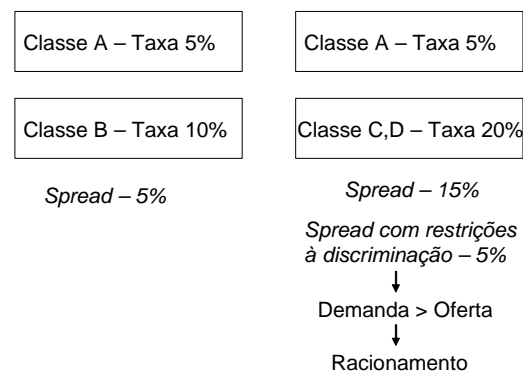 Classe A – Taxa 5%
Classe B – Taxa 10%
Spread – 5%
Classe A – Taxa 5%
Classe C,D – Taxa 20%
Spread – 15%
Spread com restrições
à discriminação – 5%
Demanda > Oferta
Racionamento